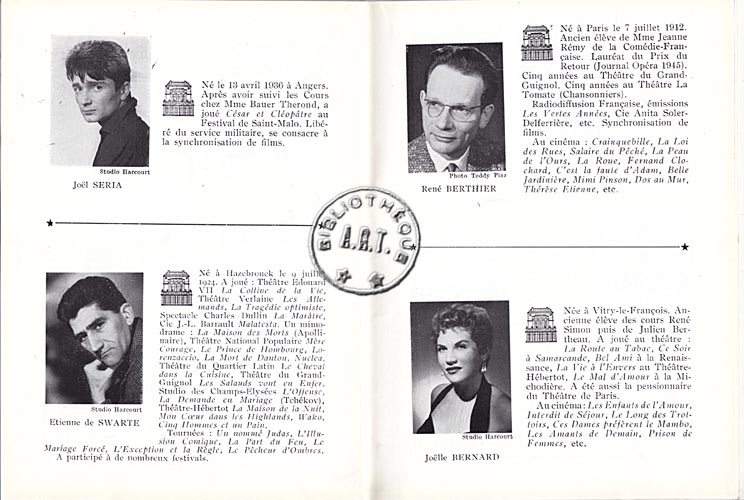 Né le 13 avril 1936 à Angers.
Après avoir suivi les Cours
chez Mme Bauer Therond, a
joué César et Cléopâtre au
Festival de Saint-Malo. Libé-
ré du service militaire, se consacre à
la synchronisation de films.
Studio Harcourt
Joël SERIA
Né à Hazebrouck le 9 juillet
1924. A joué : Théâtre Edouard
VII La Colline de la Vie,
Théâtre Verlaine Les Alle-
mands, La Tragédie optimiste,
Spectacle Charles Dullin La Marâtre,
Cie J.-L. Barrault Malatesta. Un mimo-
drame : La Maison des Morts (Apolli-
naire), Théâtre National Populaire Mère
Courage, Le Prince de Hombourg, Lo-
renzaccio, La Mort de Danton, Nucléa.
Théâtre du Quartier Latin Le Cheval
dans la Cuisine, Théâtre du Grand-
Guignol Les Salauds vont en Enfer.
Studio des Champs-Elysées L'Offense,
La Demande en Mariage (Tchékov),
Théâtre-Hébertot La Maison de la Nuit,
Mon Cœur dans les Highlands, Wako,
Cinq Hommes et un Pain.
Tournées : Un nommé Judas, L'Illu-
sion Comique, La Part du Feu, Le
Mariage Forcé, L'Exception et la Règle, Le Pêcheur d'Ombres.
A participé à de nombreux festivals.
Studio Harcourt
Etienne de SWARTE
BIBLIOTHÈQUE
A.R.T.
Né à Paris le 7 juillet 1912.
Ancien élève de Mme Jeanne
Rémy de la Comédie-Fran-
çaise. Lauréat du Prix du
Retour (Journal Opéra 1945).
Cinq années au Théâtre du Grand-
Guignol. Cinq années au Théâtre La
Tomate (Chansonniers).
Radiodiffusion Française, émissions
Les Vertes Années, Cie Anita Soler-
Delferrière, etc. Synchronisation de
films.
Au cinéma : Crainquebille, La Loi
des Rues, Salaire du Péché, La Peau
de l'Ours, La Roue, Fernand Clo-
chard, C'est la faute d'Adam, Belle
Jardinière, Mimi Pinson, Dos au Mur,
Thérèse Etienne, etc.
Photo Teddy Piaz
René BERTHIER
Née à Vitry-le-François. An-
cienne élève des cours René
Simon puis de Julien Ber-
theau. A joué au théâtre :
La Route au Tabac, Ce Soir
à Samarcande, Bel Ami à la Renais-
sance, La Vie à l'Envers au Théâtre-
Hébertot, Le Mal d'Amour à la Mi-
chodière. A été aussi la pensionnaire
du Théâtre de Paris.
Au cinéma : Les Enfants de l'Amour,
Interdit de Séjour, Le Long des Trot-
toirs, Ces Dames préfèrent le Mambo,
Les Amants de Demain, Prison de
Femmes, etc.
Studio Harcourt
Joëlle BERNARD